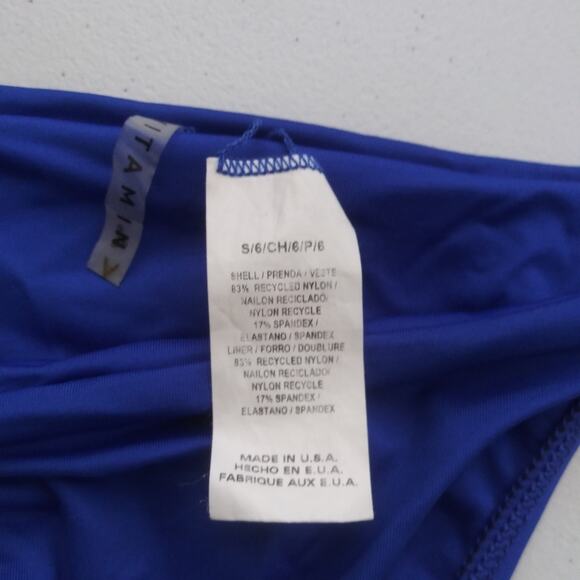 ITAMIN
S/6/CH/6/P/6
SHELL / PRENDA / VESTE
83% RECYCLED NYLON /
NAILON RECICLADO/
NYLON RECYCLE
17% SPANDEX /
ELASTANO / SPANDEX
LINER / FORRO / DOUBLURE
83% RECYCLED NYLON /
NAILON RECICLADO/
NYLON RECYCLE
17% SPANDEX /
ELASTANO / SPANDEX
MADE IN U.S.A.
HECHO EN E.U.A.
FABRIQUE AUX E.U.A.